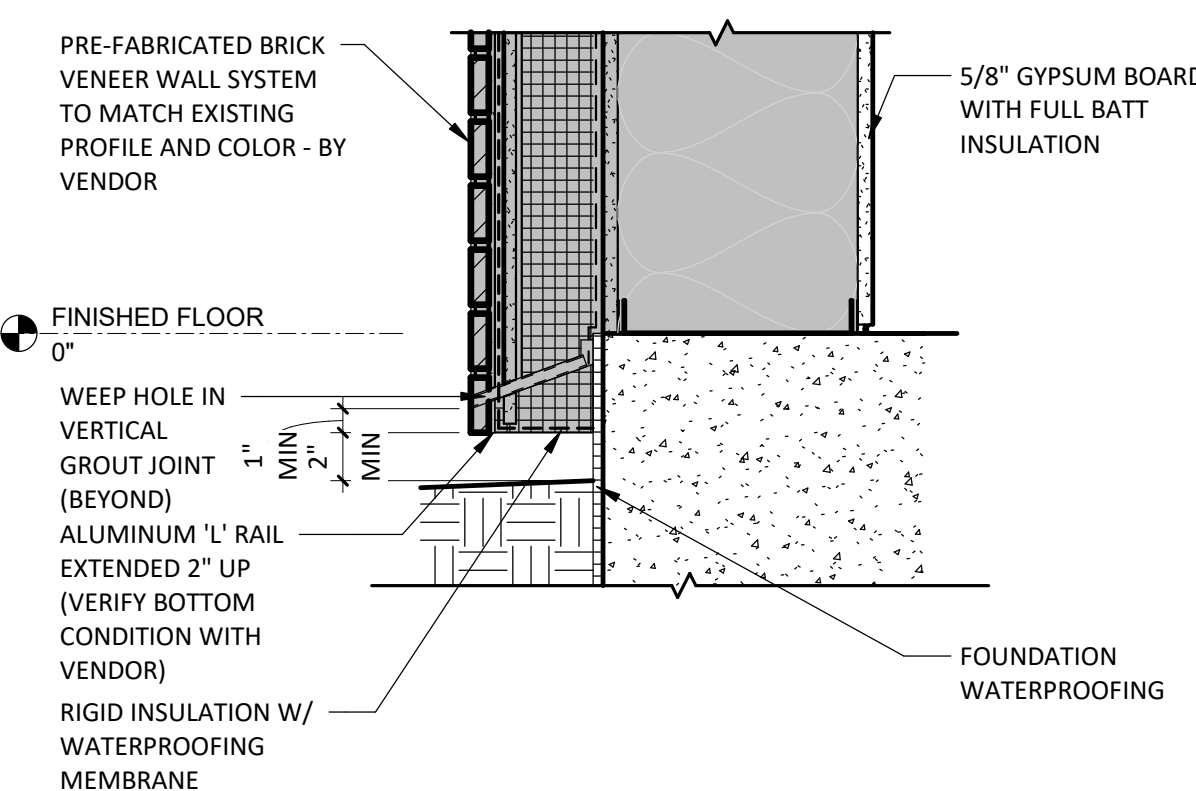 PRE-FABRICATED BRICK
VENEER WALL SYSTEM
TO MATCH EXISTING
PROFILE AND COLOR - BY
VENDOR
5/8" GYPSUM BOARD
WITH FULL BATT
INSULATION
FINISHED FLOOR
0"
WEEP HOLE IN
VERTICAL
GROUT JOINT
(BEYOND)
1"
MIN
2"
MIN
ALUMINUM 'L' RAIL
EXTENDED 2" UP
(VERIFY BOTTOM
CONDITION WITH
VENDOR)
RIGID INSULATION W/
WATERPROOFING
MEMBRANE
FOUNDATION
WATERPROOFING